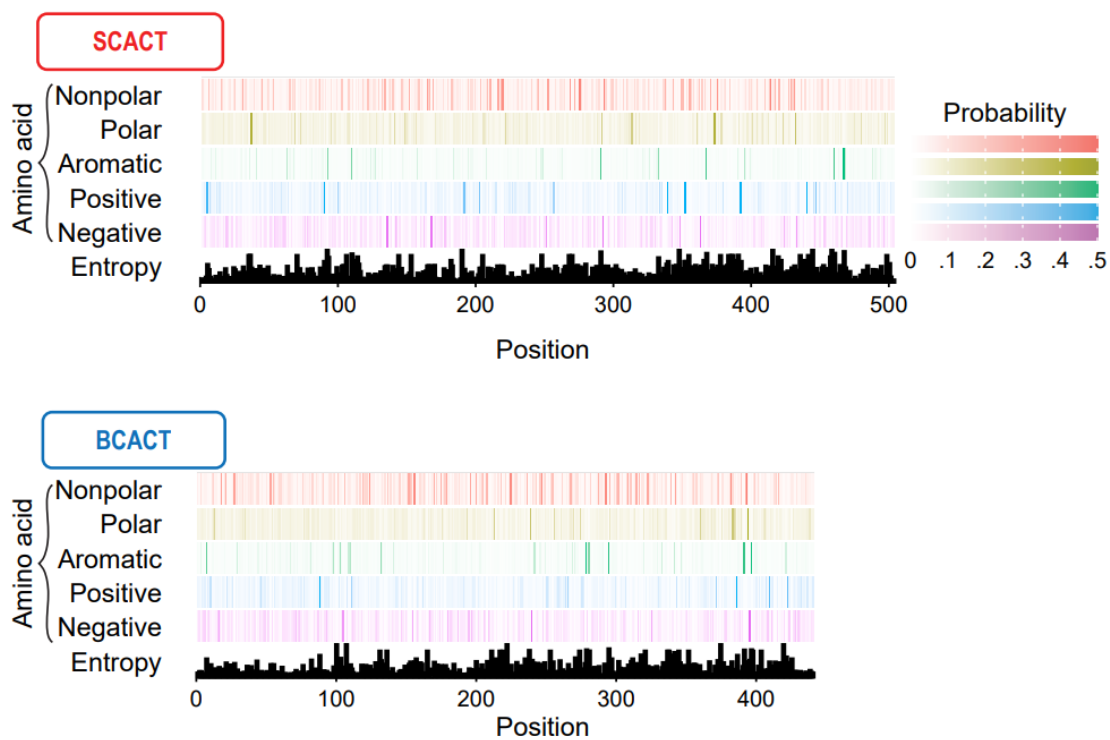 SCACT
Amino acid
Nonpolar
Polar
Aromatic
Positive
Negative
Entropy
0 100 200 300 400 500
Position
Probability
0 .1 .2 .3 .4 .5
BCACT
Amino acid
Nonpolar
Polar
Aromatic
Positive
Negative
Entropy
0 100 200 300 400
Position